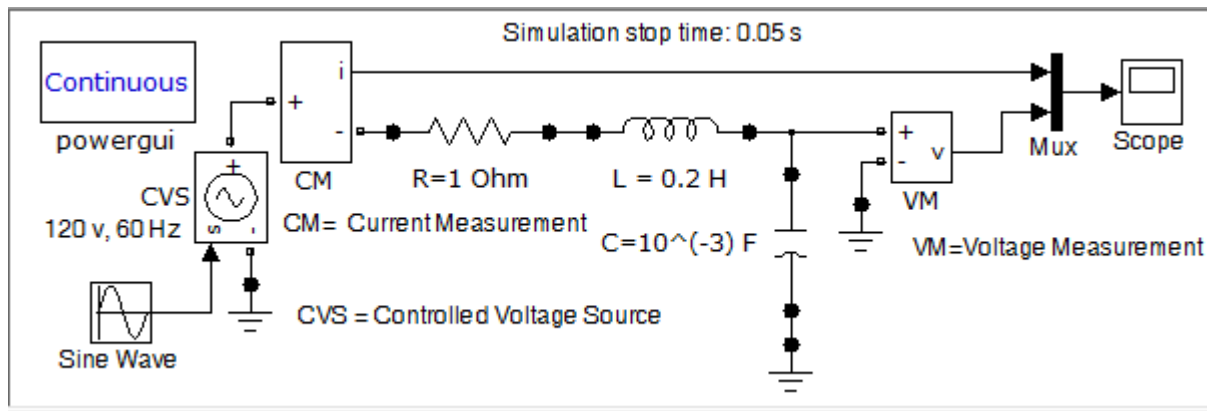 Simulation stop time: 0.05 s
Continuous
powergui
i
+
-
CM
R=1 Ohm
L = 0.2 H
+
-
v
VM
Mux
Scope
+
s
-
CVS
120 v, 60 Hz
CM= Current Measurement
C=10^(-3) F
VM=Voltage Measurement
CVS = Controlled Voltage Source
Sine Wave